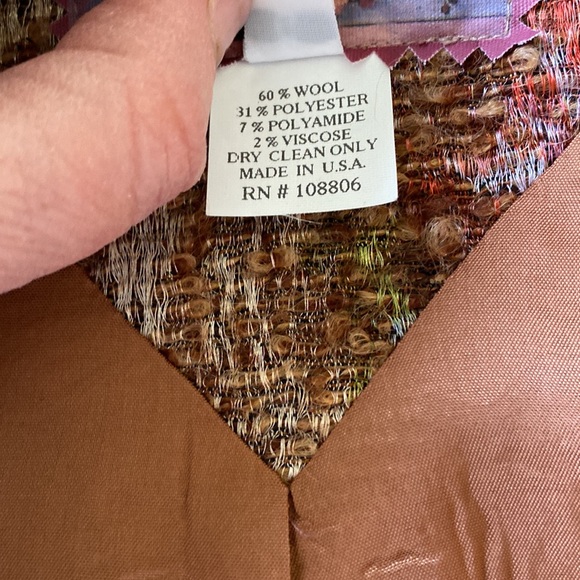 60 % WOOL
31 % POLYESTER
7 % POLYAMIDE
2 % VISCOSE
DRY CLEAN ONLY
MADE IN U.S.A.
RN # 108806